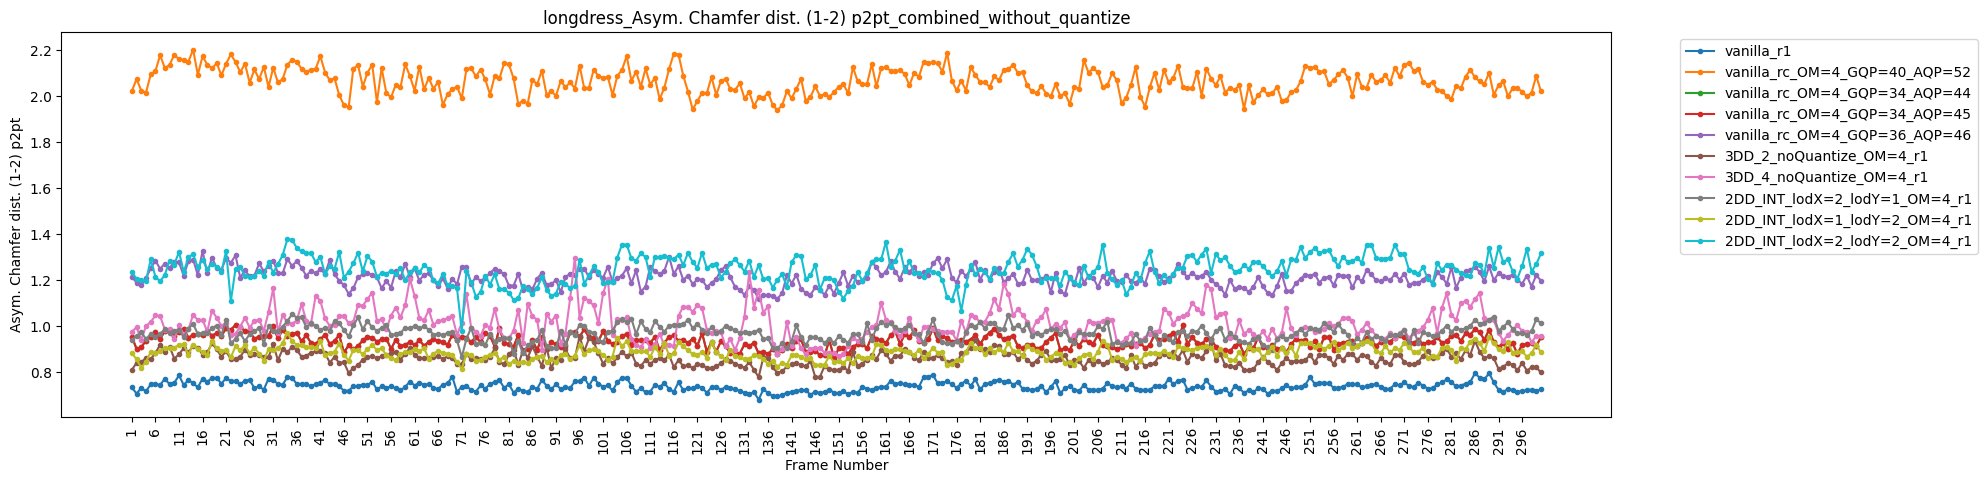 longdress_Asym. Chamfer dist. (1-2) p2pt_combined_without_quantize
Asym. Chamfer dist. (1-2) p2pt
2.2
2.0
1.8
1.6
1.4
1.2
1.0
0.8
1 6 11 16 21 26 31 36 41 46 51 56 61 66 71 76 81 86 91 96 101 106 111 116 121 126 131 136 141 146 151 156 161 166 171 176 181 186 191 196 201 206 211 216 221 226 231 236 241 246 251 256 261 266 271 276 281 286 291 296
Frame Number
vanilla_r1
vanilla_rc_OM=4_GQP=40_AQP=52
vanilla_rc_OM=4_GQP=34_AQP=44
vanilla_rc_OM=4_GQP=34_AQP=45
vanilla_rc_OM=4_GQP=36_AQP=46
3DD_2_noQuantize_OM=4_r1
3DD_4_noQuantize_OM=4_r1
2DD_INT_lodX=2_lodY=1_OM=4_r1
2DD_INT_lodX=1_lodY=2_OM=4_r1
2DD_INT_lodX=2_lodY=2_OM=4_r1